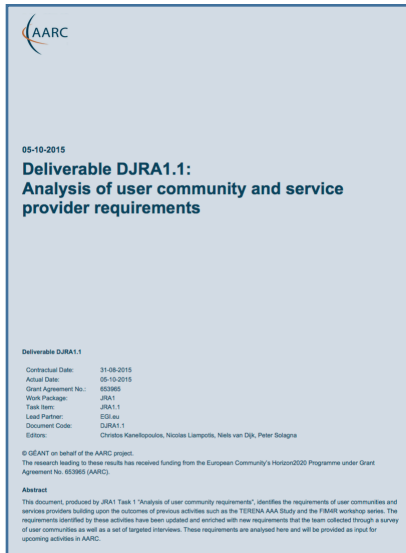 AARC
05-10-2015
Deliverable DJRA1.1:
Analysis of user community and service
provider requirements
Deliverable DJRA1.1
Contractual Date: 31-08-2015
Actual Date: 05-10-2015
Grant Agreement No.: 653965
Work Package: JRA1
Task Item: JRA1.1
Lead Partner: EGI.eu
Document Code: DJRA1.1
Editors: Christos Kanellopoulos, Nicolas Liampotis, Niels van Dijk, Peter Solagna
© GÉANT on behalf of the AARC project.
The research leading to these results has received funding from the European Community's Horizon2020 Programme under Grant
Agreement No. 653965 (AARC).
Abstract
This document, produced by JRA1 Task 1 "Analysis of user community requirements", identifies the requirements of user communities and
services providers building upon the outcomes of previous activities such as the TERENA AAA Study and the FIM4R workshop series. The
requirements identified by these activities have been updated and enriched with new requirements that the team collected through a survey
of user communities as well as a set of targeted interviews. These requirements are analysed here and will be provided as input for
upcoming activities in AARC.